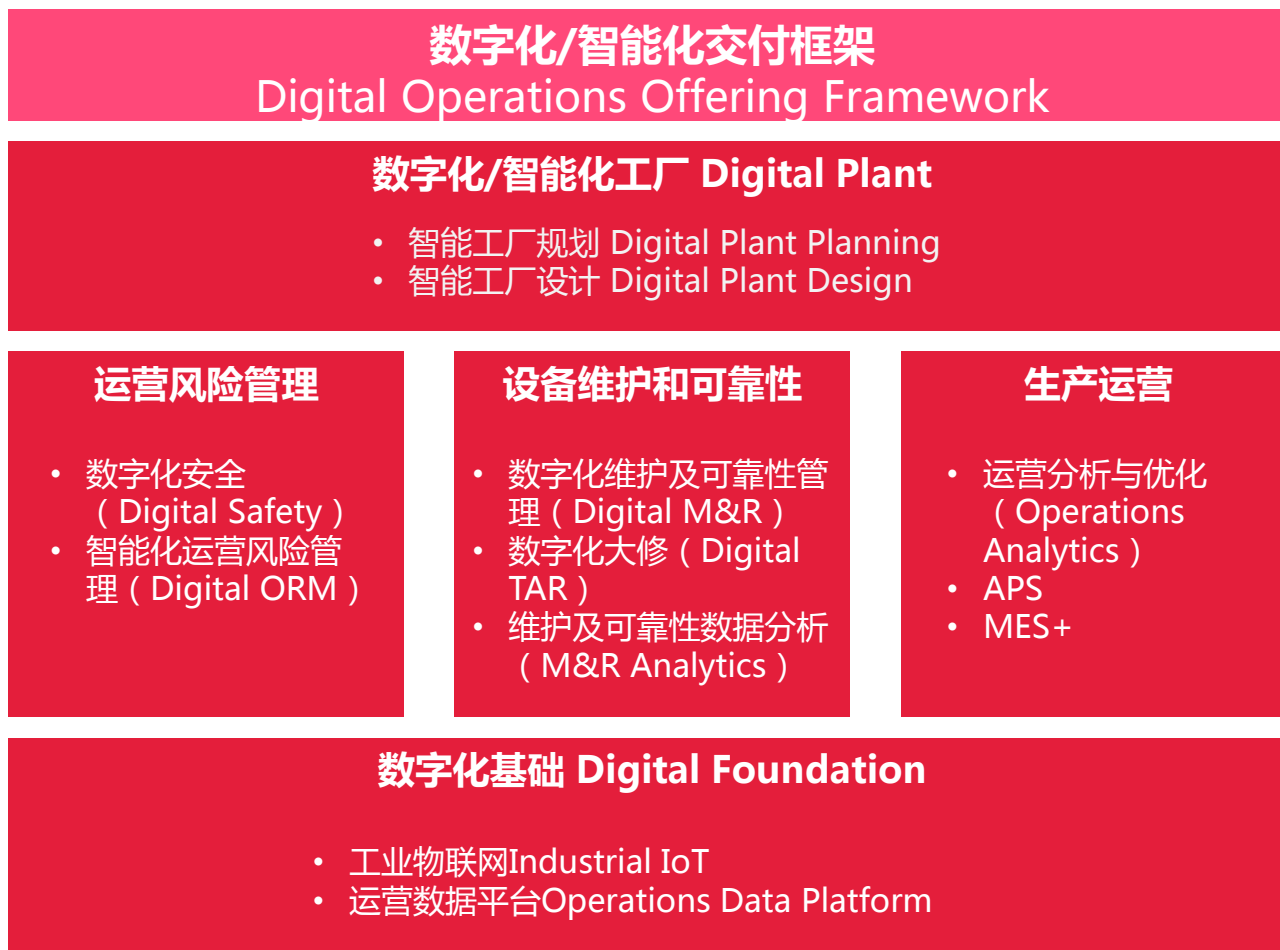 数字化/智能化交付框架
Digital Operations Offering Framework
数字化/智能化工厂 Digital Plant
• 智能工厂规划 Digital Plant Planning
• 智能工厂设计 Digital Plant Design
运营风险管理
• 数字化安全
（Digital Safety）
• 智能化运营风险管
理（Digital ORM）
设备维护和可靠性
• 数字化维护及可靠性管
理（Digital M&R）
• 数字化大修（Digital
TAR）
• 维护及可靠性数据分析
（M&R Analytics）
生产运营
• 运营分析与优化
（Operations
Analytics）
• APS
• MES+
数字化基础 Digital Foundation
• 工业物联网Industrial IoT
• 运营数据平台Operations Data Platform